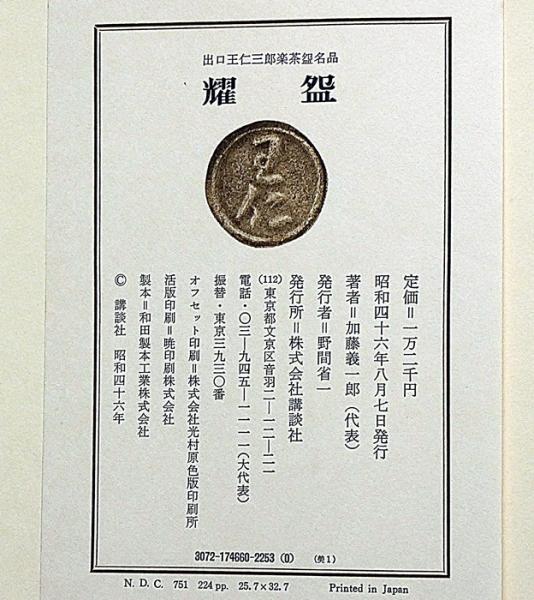 出口王仁三郎楽茶盌名品
耀盌
王仁
定価＝一万二千円
昭和四十六年八月七日発行
著者＝加藤義一郎（代表）
発行者＝野間省一
発行所＝株式会社講談社
(112)東京都文京区音羽二―一二―二一
電話・〇三―九四五―一一一一（大代表）
振替・東京三九三〇番
オフセット印刷＝株式会社光村原色版印刷所
活版印刷＝暁印刷株式会社
製本＝和田製本工業株式会社
© 講談社 昭和四十六年
3072-174660-2253 (0) （美1）
N. D. C. 751 224 pp. 25.7×32.7 Printed in Japan